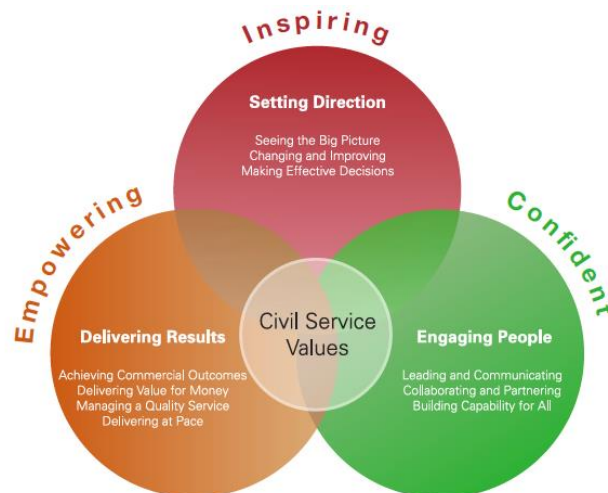 Inspiring
Setting Direction
Seeing the Big Picture
Changing and Improving
Making Effective Decisions
Empowering
Confident
Civil Service
Values
Delivering Results
Achieving Commercial Outcomes
Delivering Value for Money
Managing a Quality Service
Delivering at Pace
Engaging People
Leading and Communicating
Collaborating and Partnering
Building Capability for All